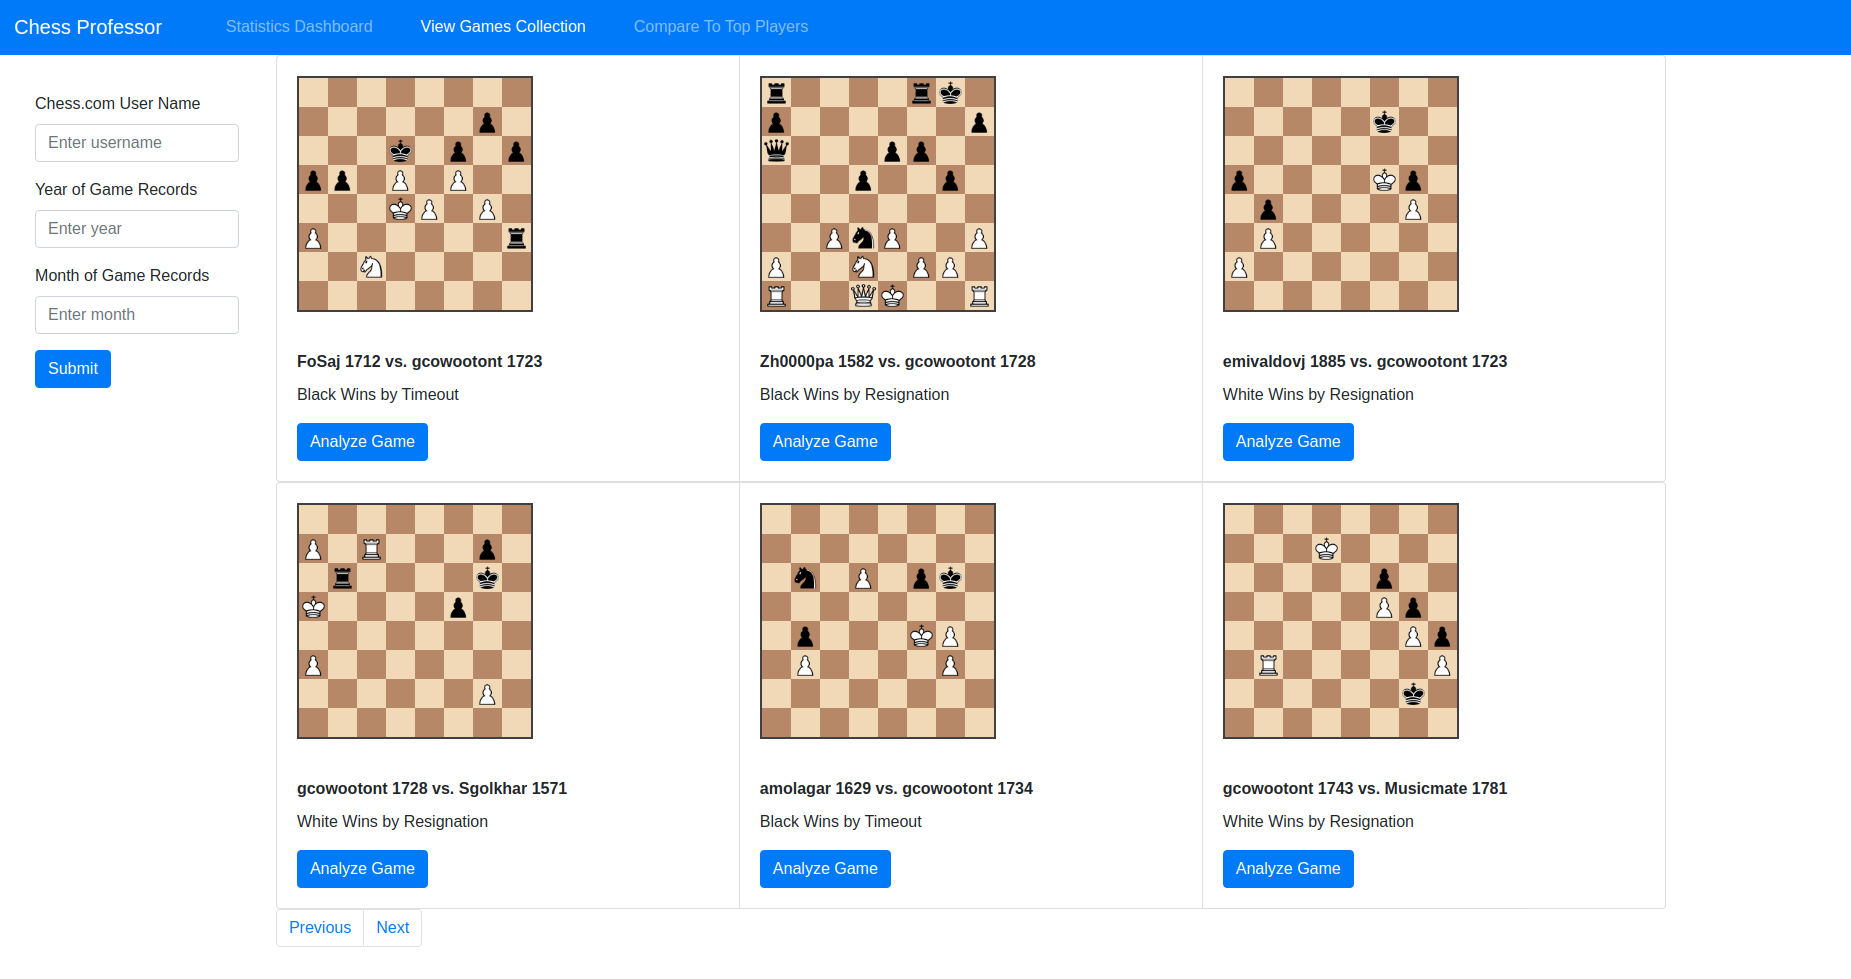 Chess Professor
Statistics Dashboard
View Games Collection
Compare To Top Players
Chess.com User Name
Enter username
Year of Game Records
Enter year
Month of Game Records
Enter month
Submit
FoSaj 1712 vs. gcowootont 1723
Black Wins by Timeout
Analyze Game
Zh0000pa 1582 vs. gcowootont 1728
Black Wins by Resignation
Analyze Game
emivaldovj 1885 vs. gcowootont 1723
White Wins by Resignation
Analyze Game
gcowootont 1728 vs. Sgolkhar 1571
White Wins by Resignation
Analyze Game
amolagar 1629 vs. gcowootont 1734
Black Wins by Timeout
Analyze Game
gcowootont 1743 vs. Musicmate 1781
White Wins by Resignation
Analyze Game
Previous
Next